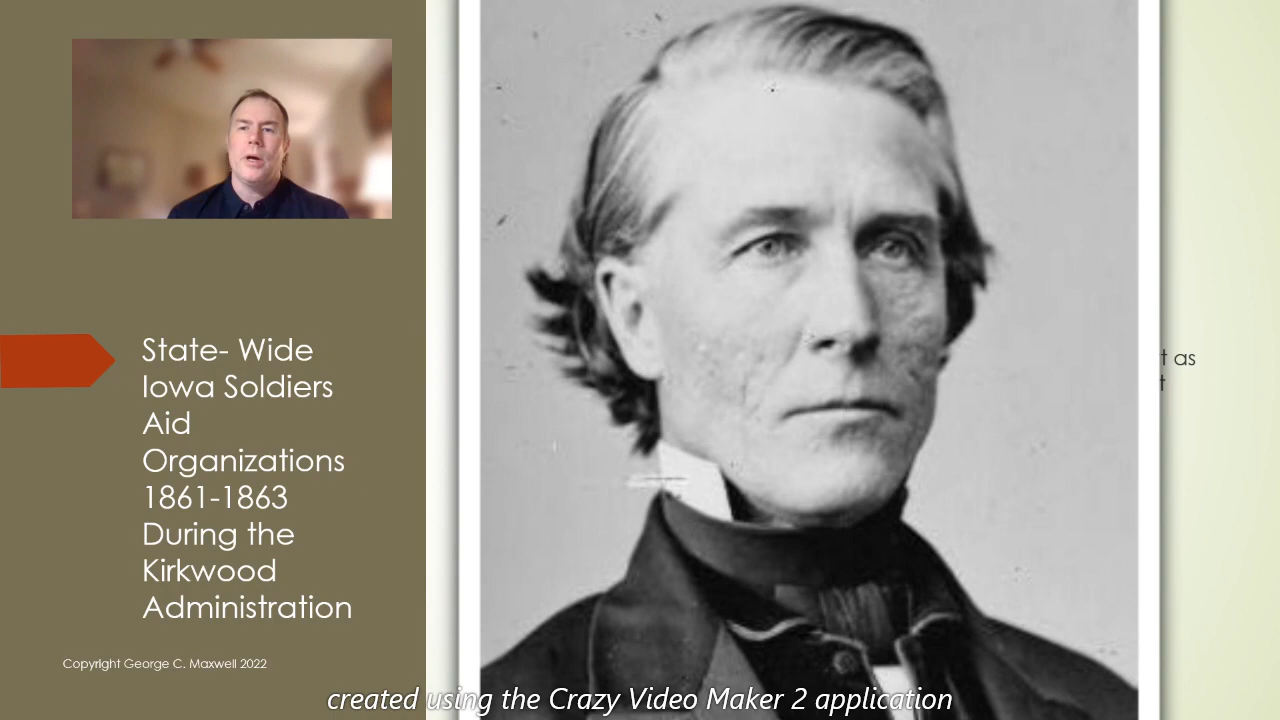 State- Wide
Iowa Soldiers
Aid
Organizations
1861-1863
During the
Kirkwood
Administration
t as
t
Copyright George C. Maxwell 2022
created using the Crazy Video Maker 2 application